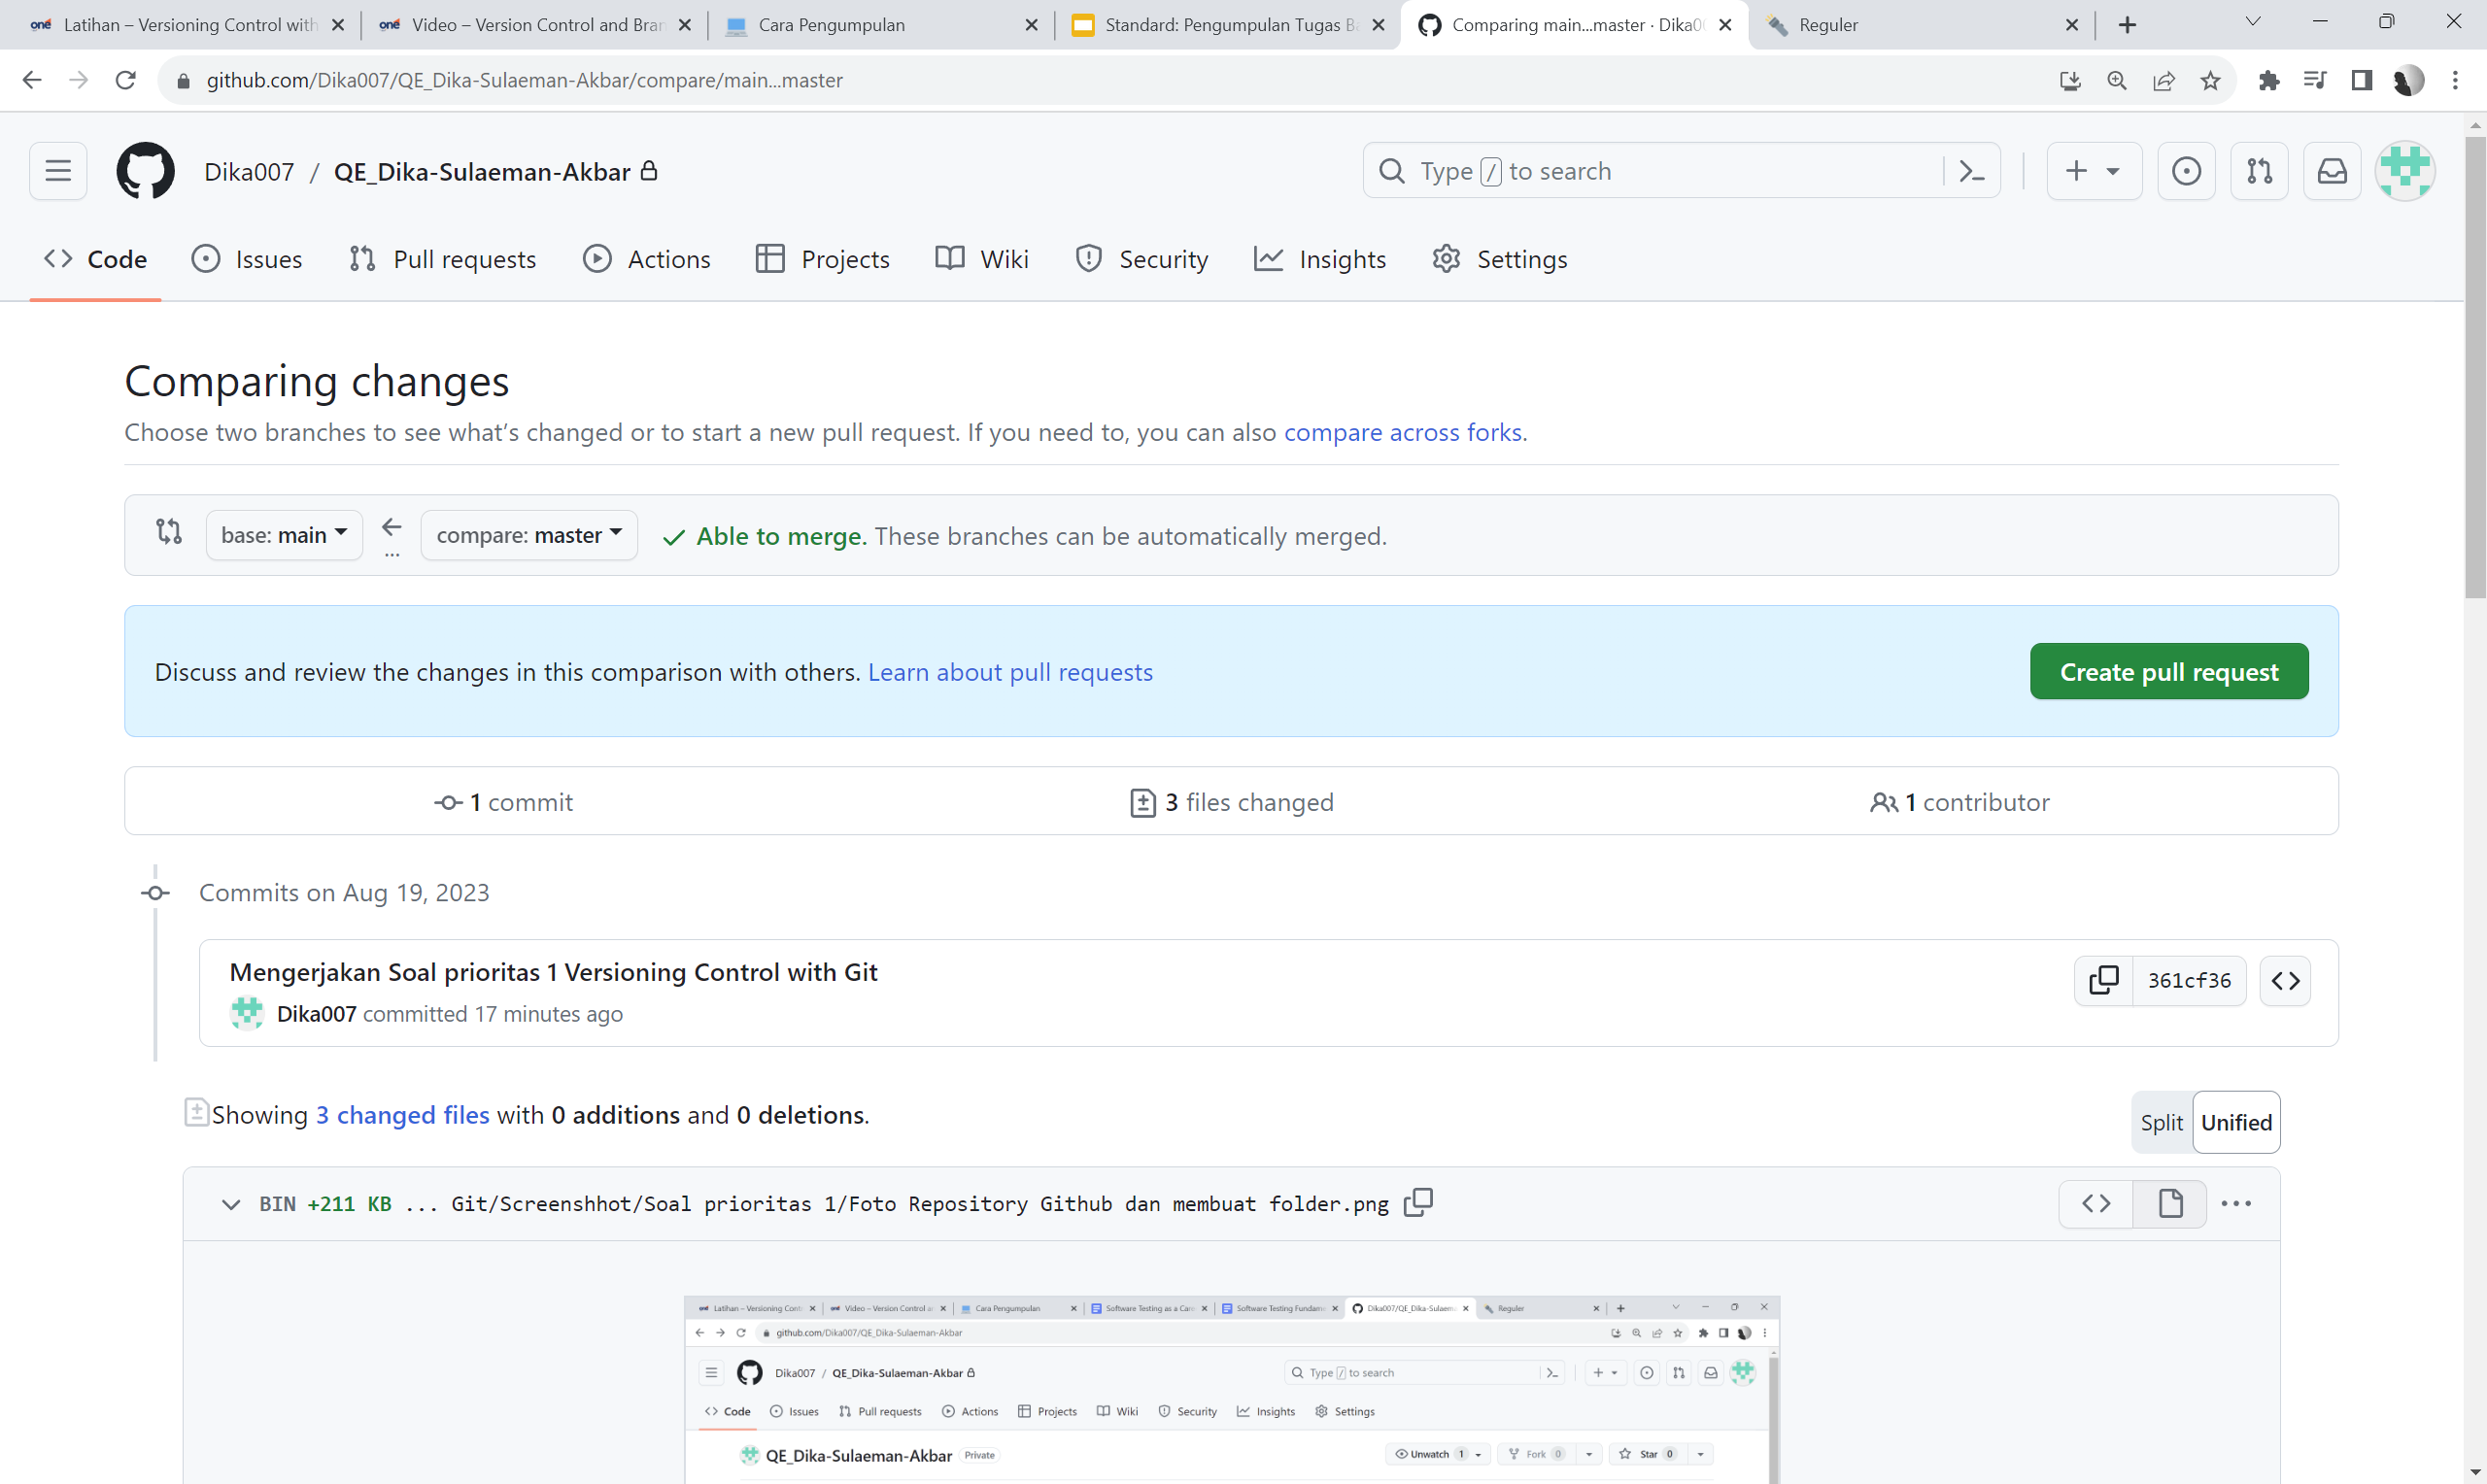 one Latihan – Versioning Control with
one Video – Version Control and Bran
Cara Pengumpulan
Standard: Pengumpulan Tugas Ba
Comparing main...master · Dika00
Reguler
github.com/Dika007/QE_Dika-Sulaeman-Akbar/compare/main...master
Dika007 / QE_Dika-Sulaeman-Akbar
Type / to search
Code Issues Pull requests Actions Projects Wiki Security Insights Settings
Comparing changes
Choose two branches to see what's changed or to start a new pull request. If you need to, you can also compare across forks.
base: main ... compare: master Able to merge. These branches can be automatically merged.
Discuss and review the changes in this comparison with others. Learn about pull requests
Create pull request
1 commit 3 files changed 1 contributor
Commits on Aug 19, 2023
Mengerjakan Soal prioritas 1 Versioning Control with Git
361cf36
Dika007 committed 17 minutes ago
Showing 3 changed files with 0 additions and 0 deletions.
Split Unified
BIN +211 KB ... Git/Screenshhot/Soal prioritas 1/Foto Repository Github dan membuat folder.png
Latihan – Versioning Contr
Video – Version Control an
Cara Pengumpulan
Software Testing as a Care
Software Testing Fundam
Dika007/QE_Dika-Sulaem
Reguler
github.com/Dika007/QE_Dika-Sulaeman-Akbar
Dika007 / QE_Dika-Sulaeman-Akbar
Type / to search
Code Issues Pull requests Actions Projects Wiki Security Insights Settings
QE_Dika-Sulaeman-Akbar Private
Unwatch 1 Fork 0 Star 0